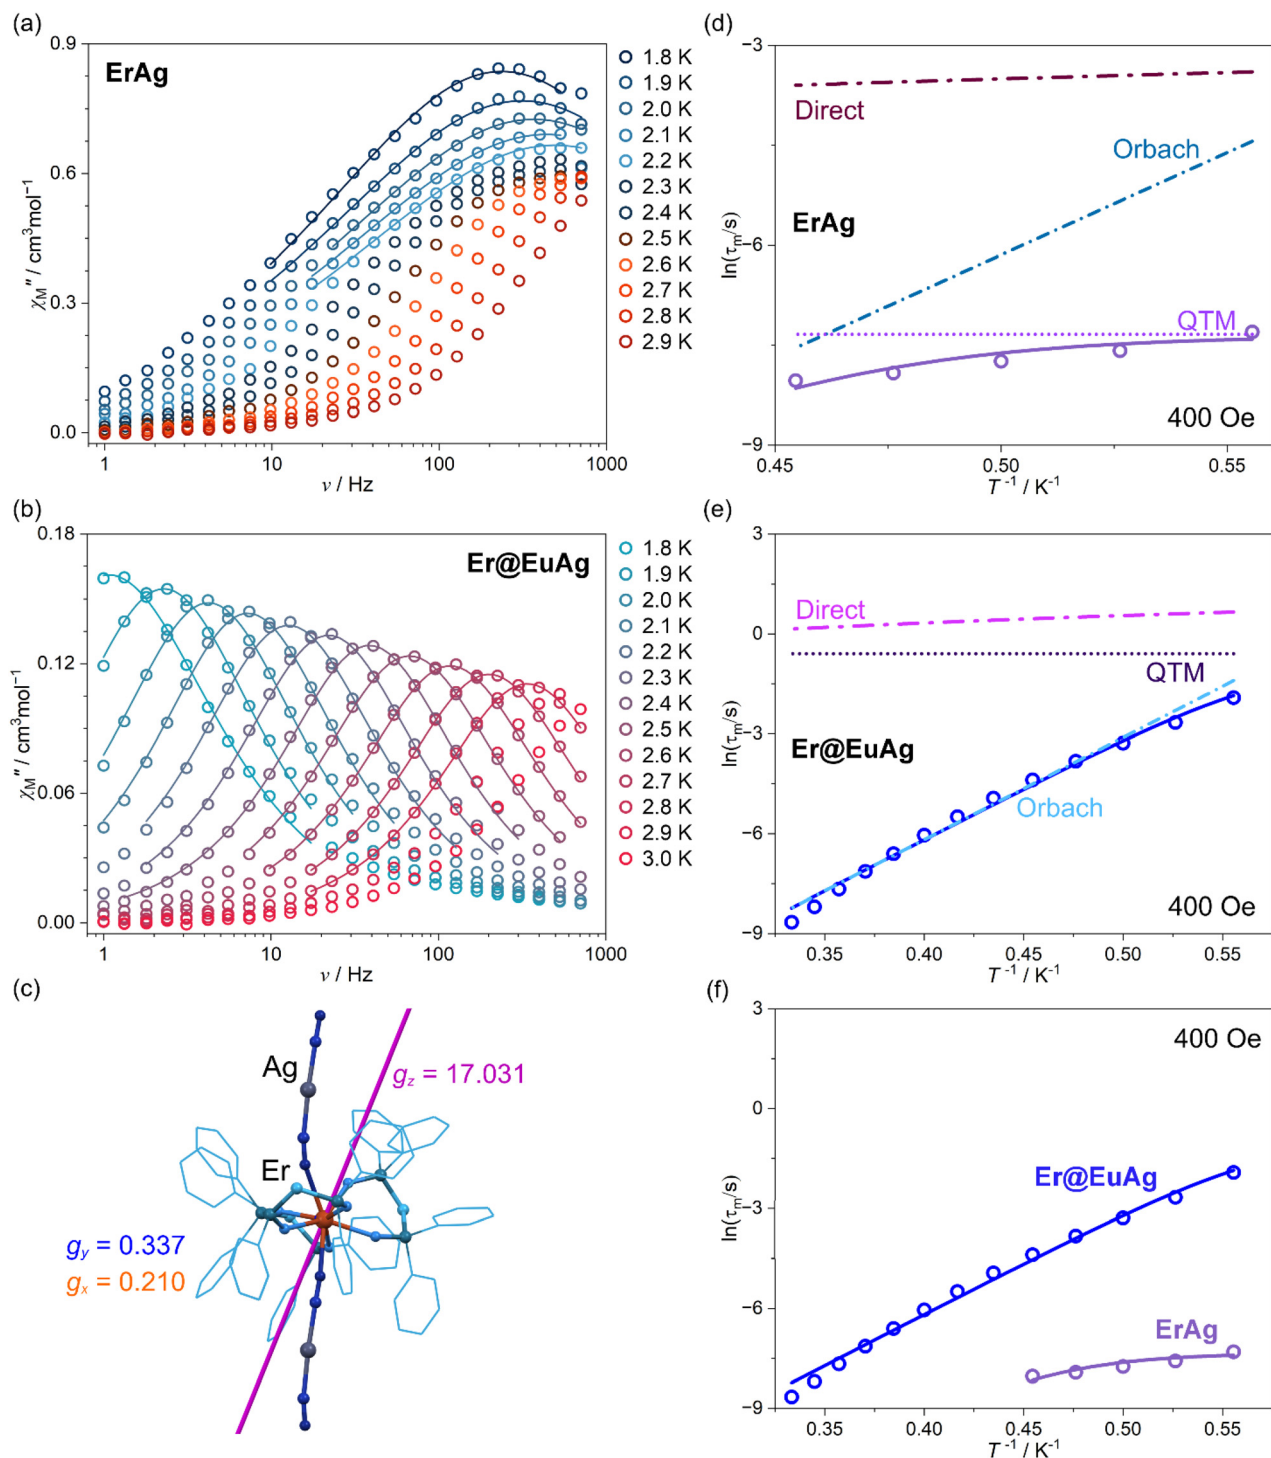 (a)
ErAg
χM″ / cm³mol⁻¹
0.9
0.6
0.3
0.0
1
10
100
1000
ν / Hz
1.8 K
1.9 K
2.0 K
2.1 K
2.2 K
2.3 K
2.4 K
2.5 K
2.6 K
2.7 K
2.8 K
2.9 K
(d)
ln(τm/s)
−3
−6
−9
Direct
Orbach
ErAg
QTM
400 Oe
0.45
0.50
0.55
T⁻¹ / K⁻¹
(b)
Er@EuAg
χM″ / cm³mol⁻¹
0.18
0.12
0.06
0.00
1
10
100
1000
ν / Hz
1.8 K
1.9 K
2.0 K
2.1 K
2.2 K
2.3 K
2.4 K
2.5 K
2.6 K
2.7 K
2.8 K
2.9 K
3.0 K
(e)
ln(τm/s)
3
0
−3
−6
−9
Direct
QTM
Er@EuAg
Orbach
400 Oe
0.35
0.40
0.45
0.50
0.55
T⁻¹ / K⁻¹
(c)
Ag
gz = 17.031
Er
gy = 0.337
gx = 0.210
(f)
400 Oe
ln(τm/s)
3
0
−3
−6
−9
Er@EuAg
ErAg
0.35
0.40
0.45
0.50
0.55
T⁻¹ / K⁻¹